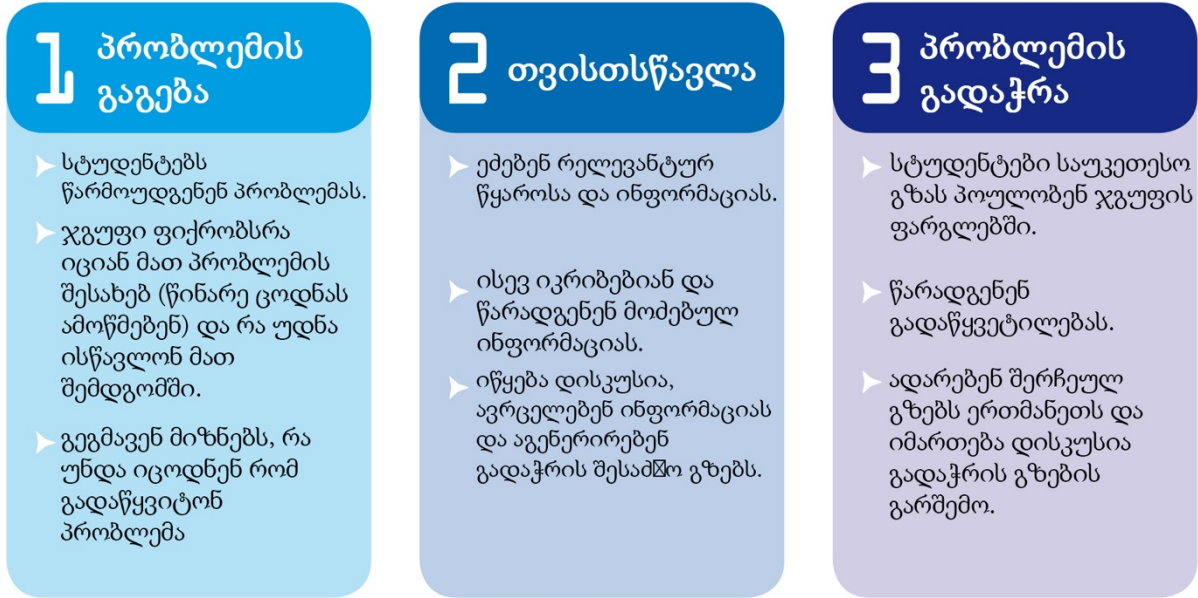 1 პრობლემის
გაგება
სტუდენტებს
წარმოუდგენენ პრობლემას.
ჯგუფი ფიქრობსრა
იციან მათ პრობლემის
შესახებ (წინარე ცოდნას
ამოწმებენ) და რა უდნა
ისწავლონ მათ
შემდგომში.
გეგმავენ მიზნებს, რა
უნდა იცოდნენ რომ
გადაწყვიტონ
პრობლემა
2 თვისთსწავლა
ეძებენ რელევანტურ
წყაროსა და ინფორმაციას.
ისევ იკრიბებიან და
წარადგენენ მოძებულ
ინფორმაციას.
იწყება დისკუსია,
ავრცელებენ ინფორმაციას
და აგენერირებენ
გადაჭრის გზებს.
3 პრობლემის
გადაჭრა
სტუდენტები საუკეთესო
გზას პოულობენ ჯგუფის
ფარგლებში.
წარადგენენ
გადაწყვეტილებას.
ადარებენ შერჩეულ
გზებს ერთმანეთს და
იმართება დისკუსია
გადაჭრის გზების
გარშემო.